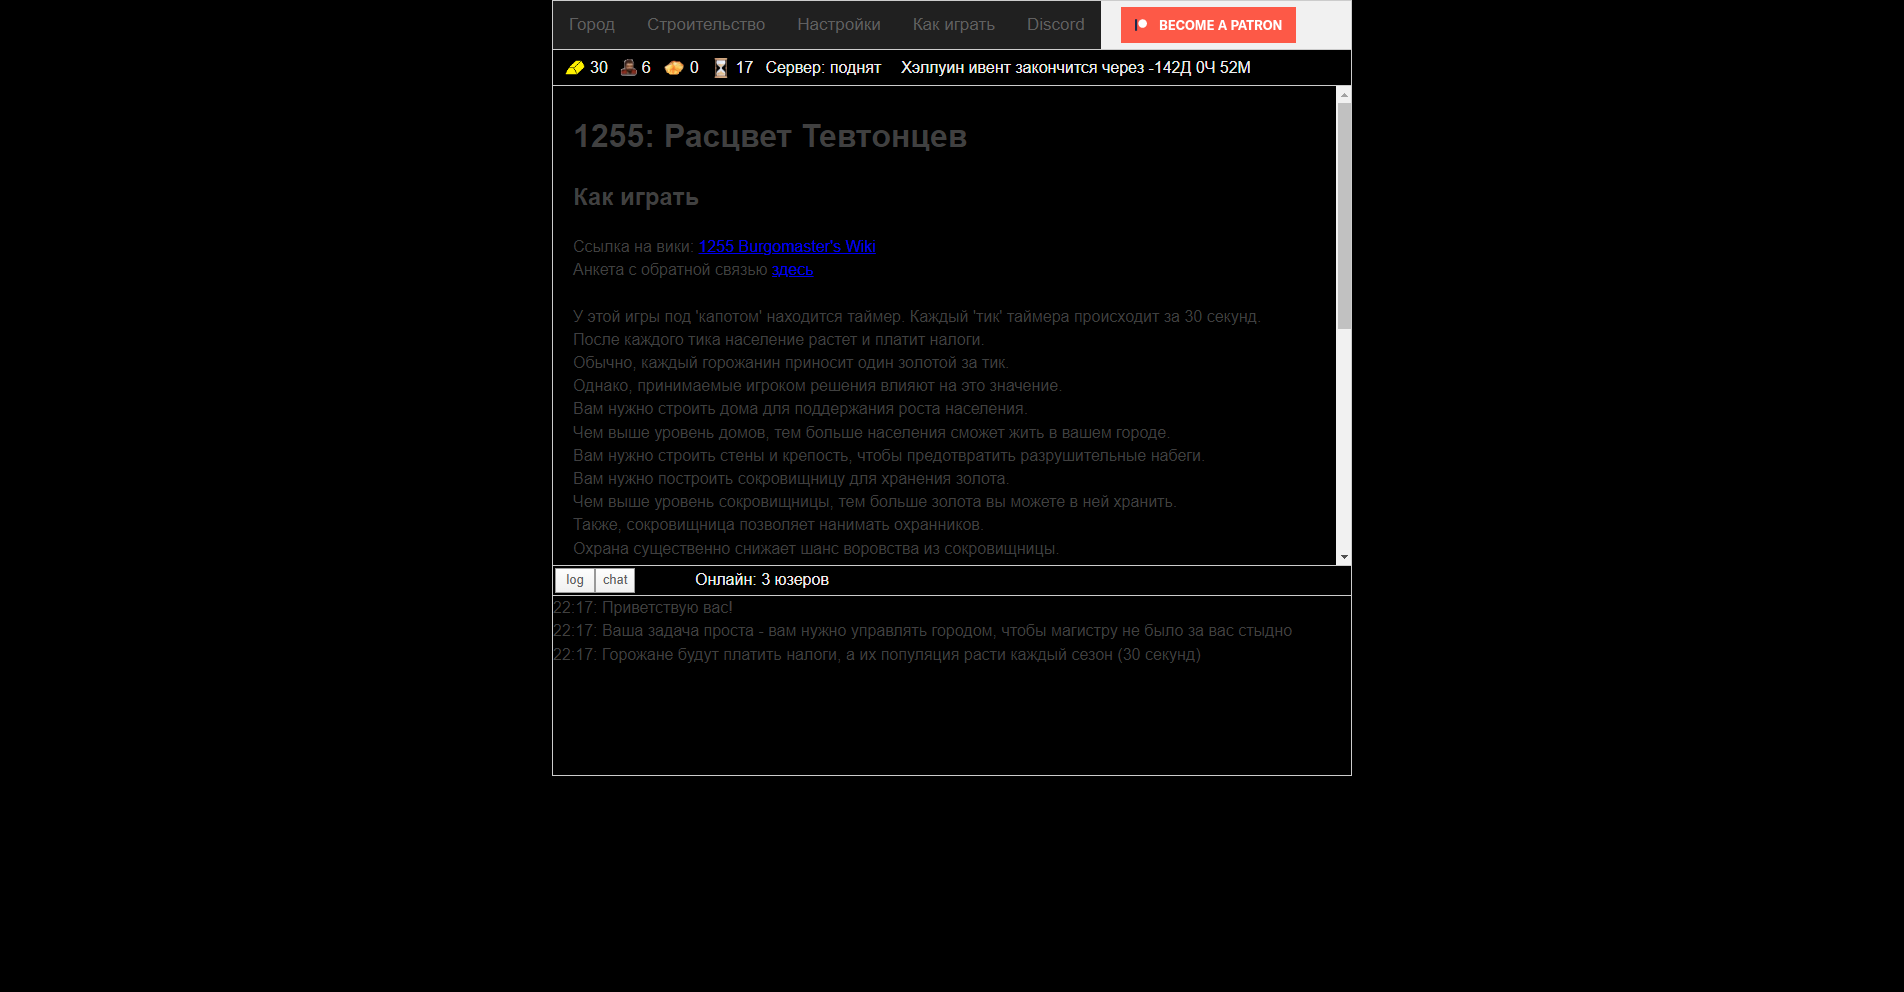 Город Строительство Настройки Как играть Discord BECOME A PATRON
30 6 0 17 Сервер: поднят Хэллуин ивент закончится через -142Д 0Ч 52М
1255: Расцвет Тевтонцев
Как играть
Ссылка на вики: 1255 Burgomaster's Wiki
Анкета с обратной связью здесь
У этой игры под 'капотом' находится таймер. Каждый 'тик' таймера происходит за 30 секунд.
После каждого тика население растет и платит налоги.
Обычно, каждый горожанин приносит один золотой за тик.
Однако, принимаемые игроком решения влияют на это значение.
Вам нужно строить дома для поддержания роста населения.
Чем выше уровень домов, тем больше населения сможет жить в вашем городе.
Вам нужно строить стены и крепость, чтобы предотвратить разрушительные набеги.
Вам нужно построить сокровищницу для хранения золота.
Чем выше уровень сокровищницы, тем больше золота вы можете в ней хранить.
Также, сокровищница позволяет нанимать охранников.
Охрана существенно снижает шанс воровства из сокровищницы.
log chat Онлайн: 3 юзеров
22:17: Приветствую вас!
22:17: Ваша задача проста - вам нужно управлять городом, чтобы магистру не было за вас стыдно
22:17: Горожане будут платить налоги, а их популяция расти каждый сезон (30 секунд)